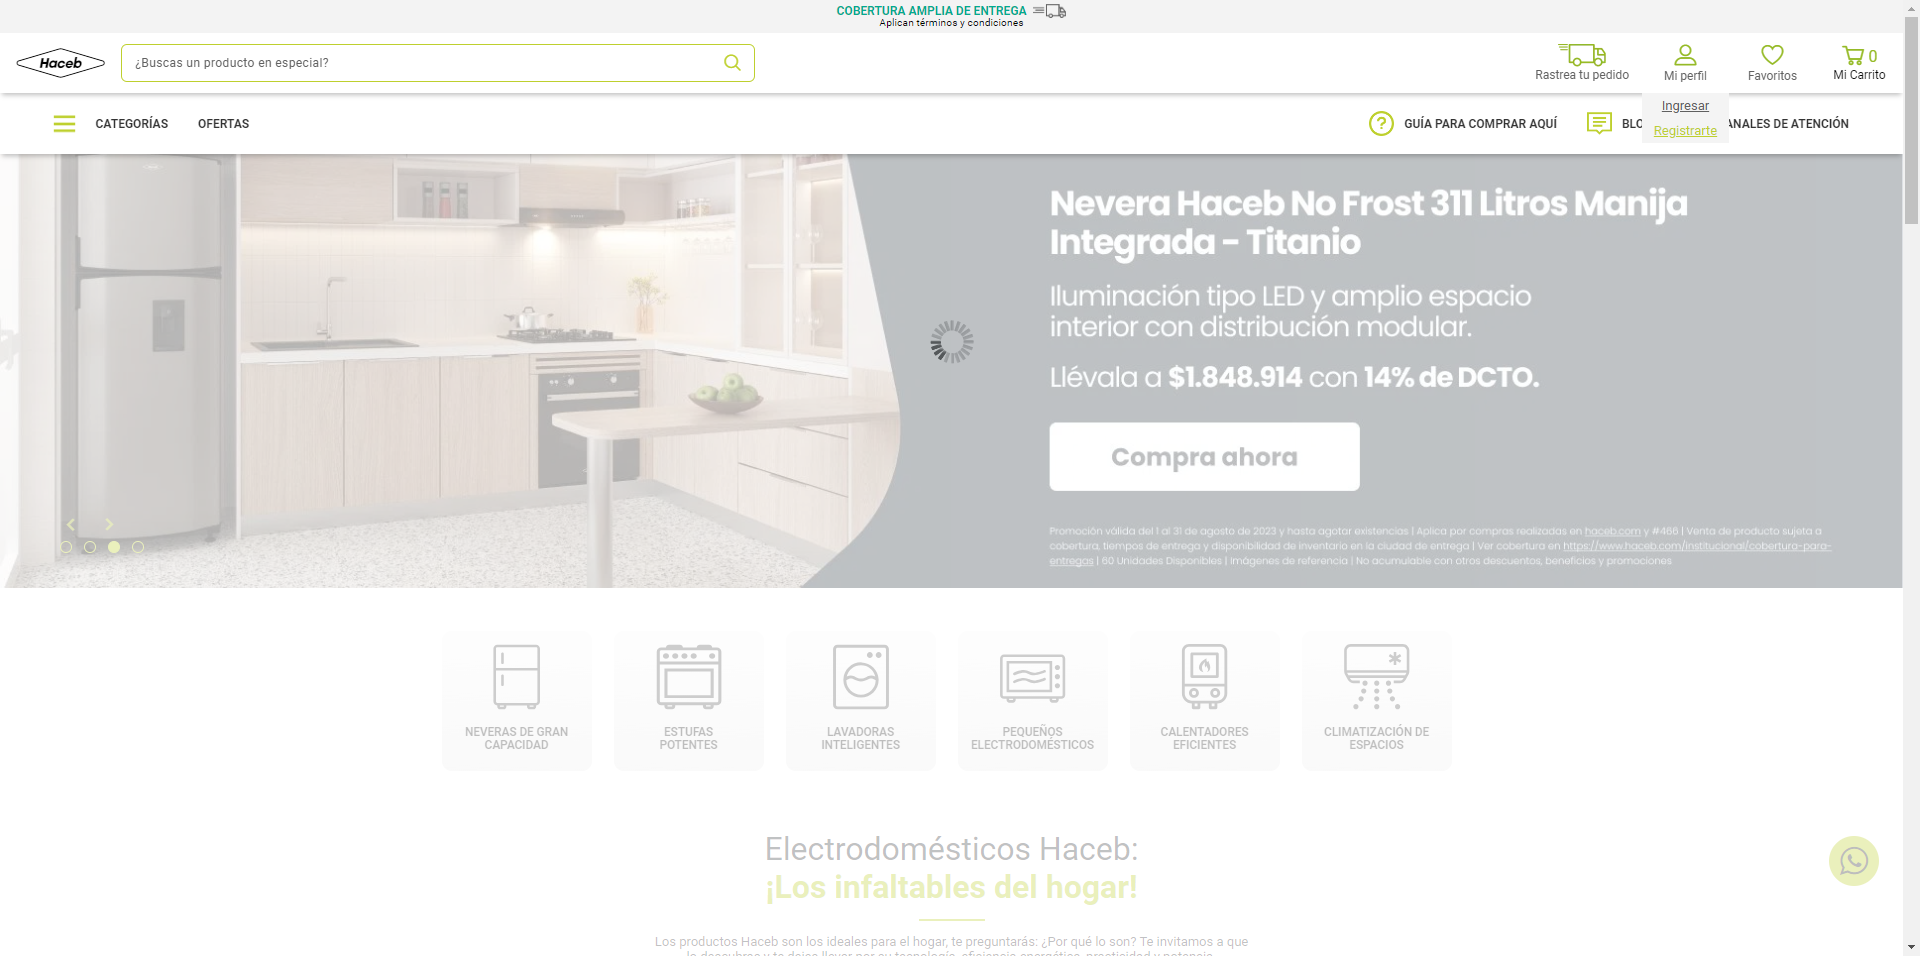 COBERTURA AMPLIA DE ENTREGA
Aplican términos y condiciones
Haceb
¿Buscas un producto en especial?
Rastrea tu pedido
Mi perfil
Favoritos
0
Mi Carrito
Ingresar
Registrarte
CATEGORÍAS
OFERTAS
GUÍA PARA COMPRAR AQUÍ
BLO
ANALES DE ATENCIÓN
Nevera Haceb No Frost 311 Litros Manija
Integrada - Titanio
Iluminación tipo LED y amplio espacio
interior con distribución modular.
Llévala a $1.848.914 con 14% de DCTO.
Compra ahora
Promoción válida del 1 al 31 de agosto de 2023 y hasta agotar existencias | Aplica por compras realizadas en haceb.com y #466 | Venta de producto sujeta a
cobertura, tiempos de entrega y disponibilidad de inventario en la ciudad de entrega | Ver cobertura en https://www.haceb.com/institucional/cobertura-para-
entregas | 60 Unidades Disponibles | Imágenes de referencia | No acumulable con otros descuentos, beneficios y promociones
NEVERAS DE GRAN
CAPACIDAD
ESTUFAS
POTENTES
LAVADORAS
INTELIGENTES
PEQUEÑOS
ELECTRODOMÉSTICOS
CALENTADORES
EFICIENTES
CLIMATIZACIÓN DE
ESPACIOS
Electrodomésticos Haceb:
¡Los infaltables del hogar!
Los productos Haceb son los ideales para el hogar, te preguntarás: ¿Por qué lo son? Te invitamos a que